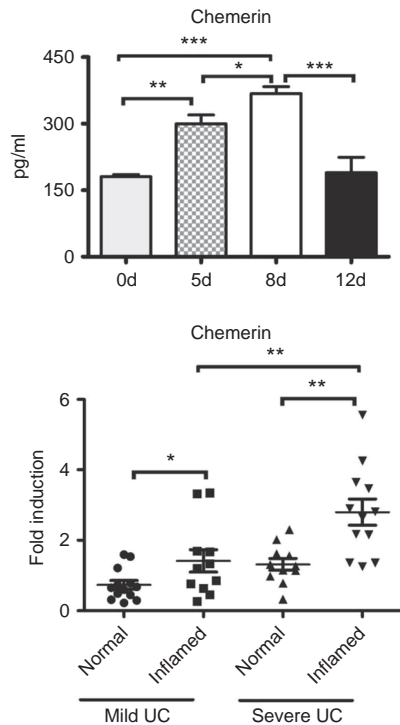 Chemerin
***
* ***
**
450
300
150
0
pg/ml
0d 5d 8d 12d
Chemerin
**
**
*
6
4
2
0
Fold induction
Normal Inflamed Normal Inflamed
Mild UC Severe UC